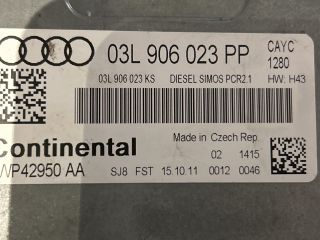 03L 906 023 PP
CAYC
1280
03L 906 023 KS DIESEL SIMOS PCR2.1 HW: H43
Made in Czech Rep.
02 1415
Continental
WP42950 AA
SJ8 FST 15.10.11 0012 0046